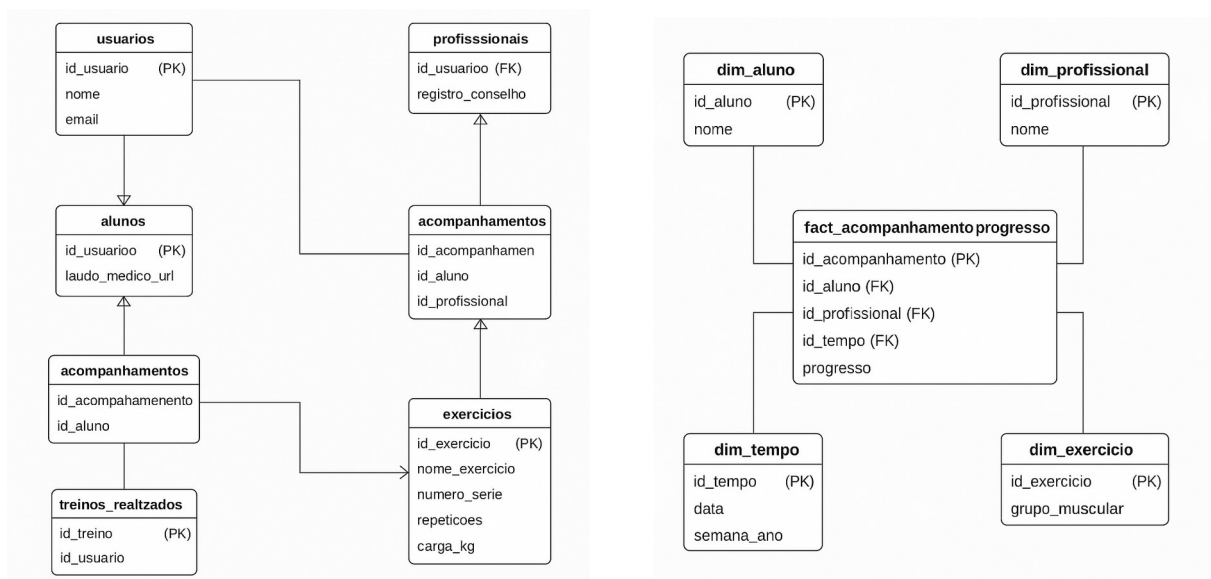 usuarios
id_usuario (PK)
nome
email
alunos
id_usuarioo (PK)
laudo_medico_url
acompanhamentos
id_acompahamenento
id_aluno
treinos_realtzados
id_treino (PK)
id_usuario
profisssionais
id_usuarioo (FK)
registro_conselho
acompanhamentos
id_acompanhamen
id_aluno
id_profissional
exercicios
id_exercicio (PK)
nome_exercicio
numero_serie
repeticoes
carga_kg
dim_aluno
id_aluno (PK)
nome
dim_profissional
id_profissional (PK)
nome
fact_acompanhamento progresso
id_acompanhamento (PK)
id_aluno (FK)
id_profissional (FK)
id_tempo (FK)
progresso
dim_tempo
id_tempo (PK)
data
semana_ano
dim_exercicio
id_exercicio (PK)
grupo_muscular